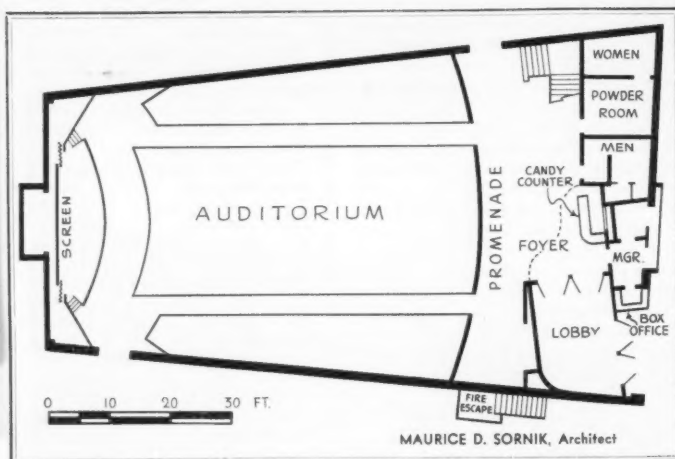 WOMEN
POWDER
ROOM
MEN
CANDY
COUNTER
PROMENADE
AUDITORIUM
SCREEN
FOYER
MGR.
LOBBY
BOX
OFFICE
0 10 20 30 FT.
FIRE
ESCAPE
MAURICE D. SORNIK, Architect